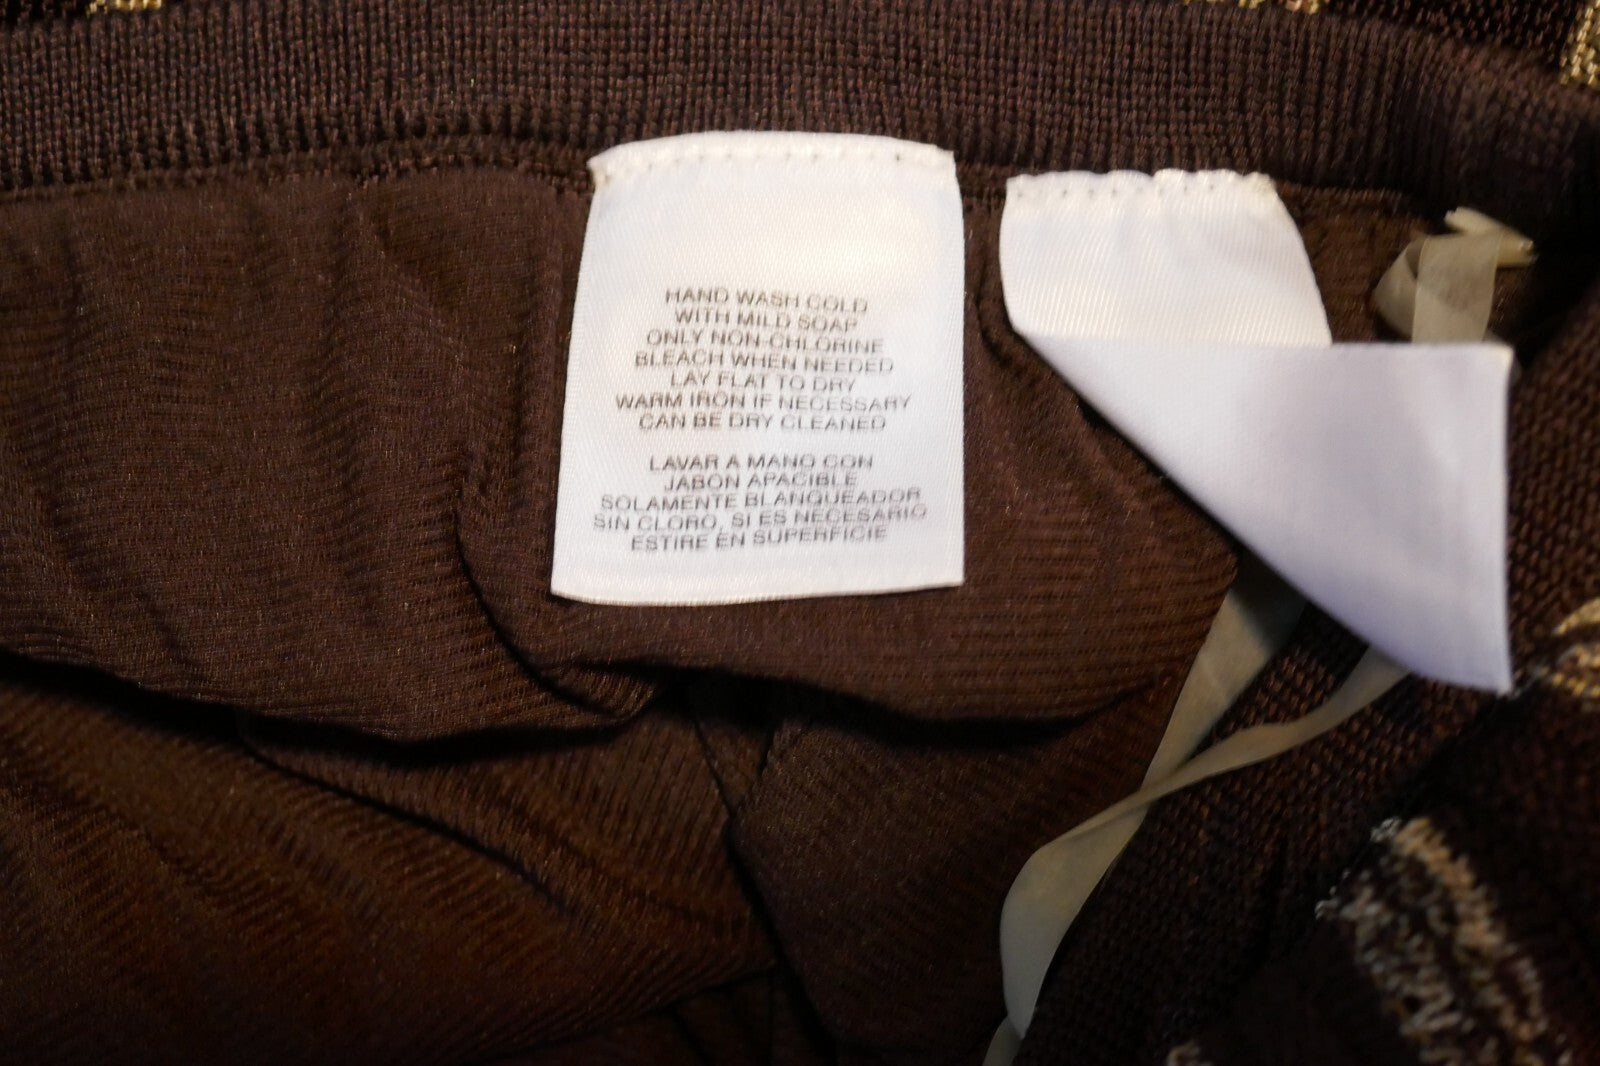 HAND WASH COLD
WITH MILD SOAP
ONLY NON-CHLORINE
BLEACH WHEN NEEDED
LAY FLAT TO DRY
WARM IRON IF NECESSARY
CAN BE DRY CLEANED
LAVAR A MANO CON
JABON APACIBLE
SOLAMENTE BLANQUEADOR
SIN CLORO, SI ES NECESARIO
ESTIRE EN SUPERFICIE